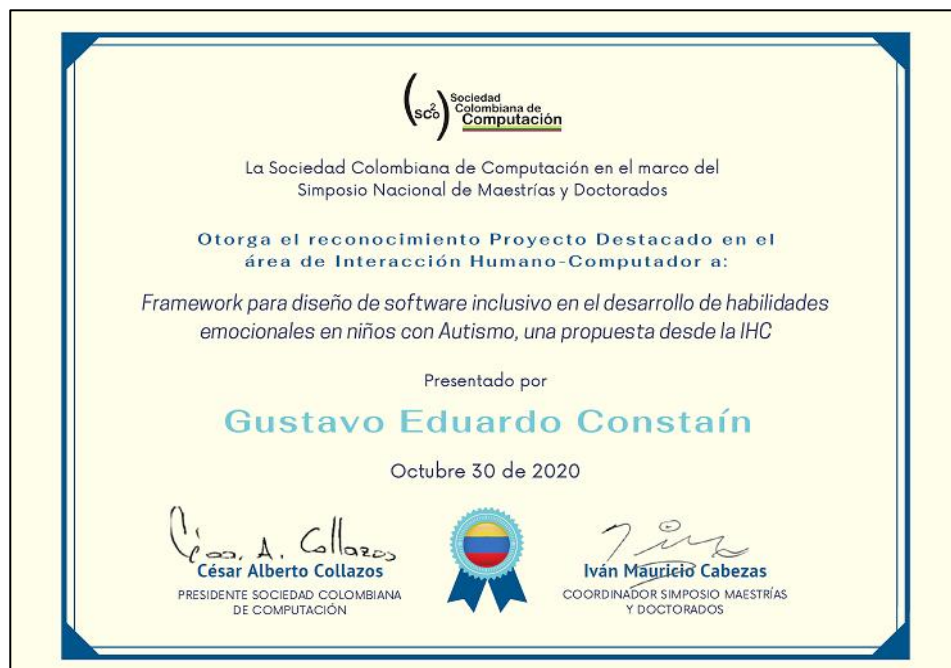 (sco²) Sociedad
Colombiana de
Computación
La Sociedad Colombiana de Computación en el marco del
Simposio Nacional de Maestrías y Doctorados
Otorga el reconocimiento Proyecto Destacado en el
área de Interacción Humano-Computador a:
Framework para diseño de software inclusivo en el desarrollo de habilidades
emocionales en niños con Autismo, una propuesta desde la IHC
Presentado por
Gustavo Eduardo Constaín
Octubre 30 de 2020
César A. Collazos
César Alberto Collazos
PRESIDENTE SOCIEDAD COLOMBIANA
DE COMPUTACIÓN
Iván Mauricio Cabezas
COORDINADOR SIMPOSIO MAESTRÍAS
Y DOCTORADOS